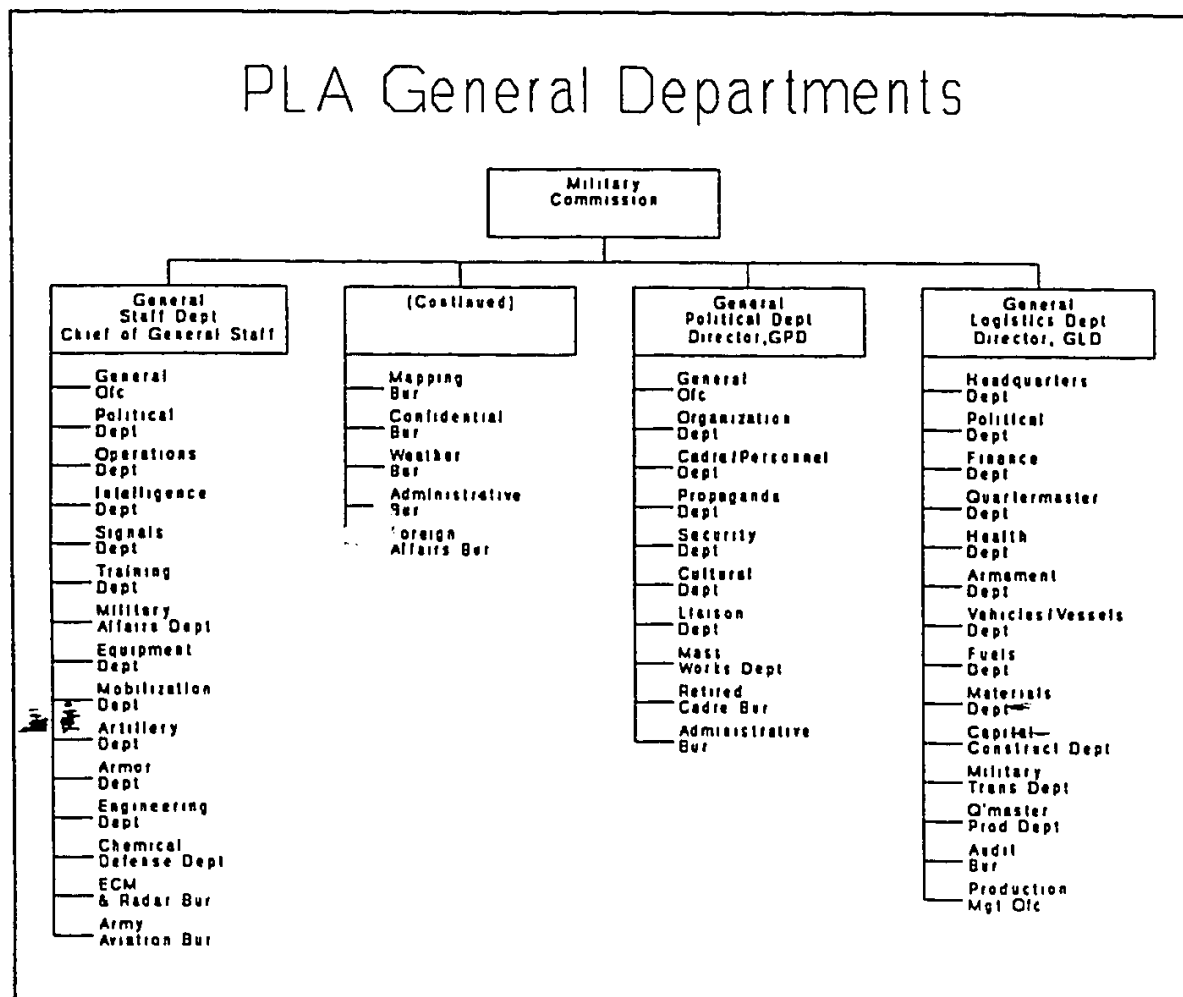 PLA General Departments
Military
Commission
General
Staff Dept
Chief of General Staff
General
Ofc
Political
Dept
Operations
Dept
Intelligence
Dept
Signals
Dept
Training
Dept
Military
Affairs Dept
Equipment
Dept
Mobilization
Dept
Artillery
Dept
Armor
Dept
Engineering
Dept
Chemical
Defense Dept
ECM
& Radar Bur
Army
Aviation Bur
(Continued)
Mapping
Bur
Confidential
Bur
Weather
Bur
Administrative
Bur
Foreign
Affairs Bur
General
Political Dept
Director,GPD
General
Ofc
Organization
Dept
Cadre/Personnel
Dept
Propaganda
Dept
Security
Dept
Cultural
Dept
Liaison
Dept
Mass
Works Dept
Retired
Cadre Bur
Administrative
Bur
General
Logistics Dept
Director, GLD
Headquarters
Dept
Political
Dept
Finance
Dept
Quartermaster
Dept
Health
Dept
Armament
Dept
Vehicles/Vessels
Dept
Fuels
Dept
Materials
Dept
Capital
Construct Dept
Military
Trans Dept
Q'master
Prod Dept
Audit
Bur
Production
Mgt Ofc